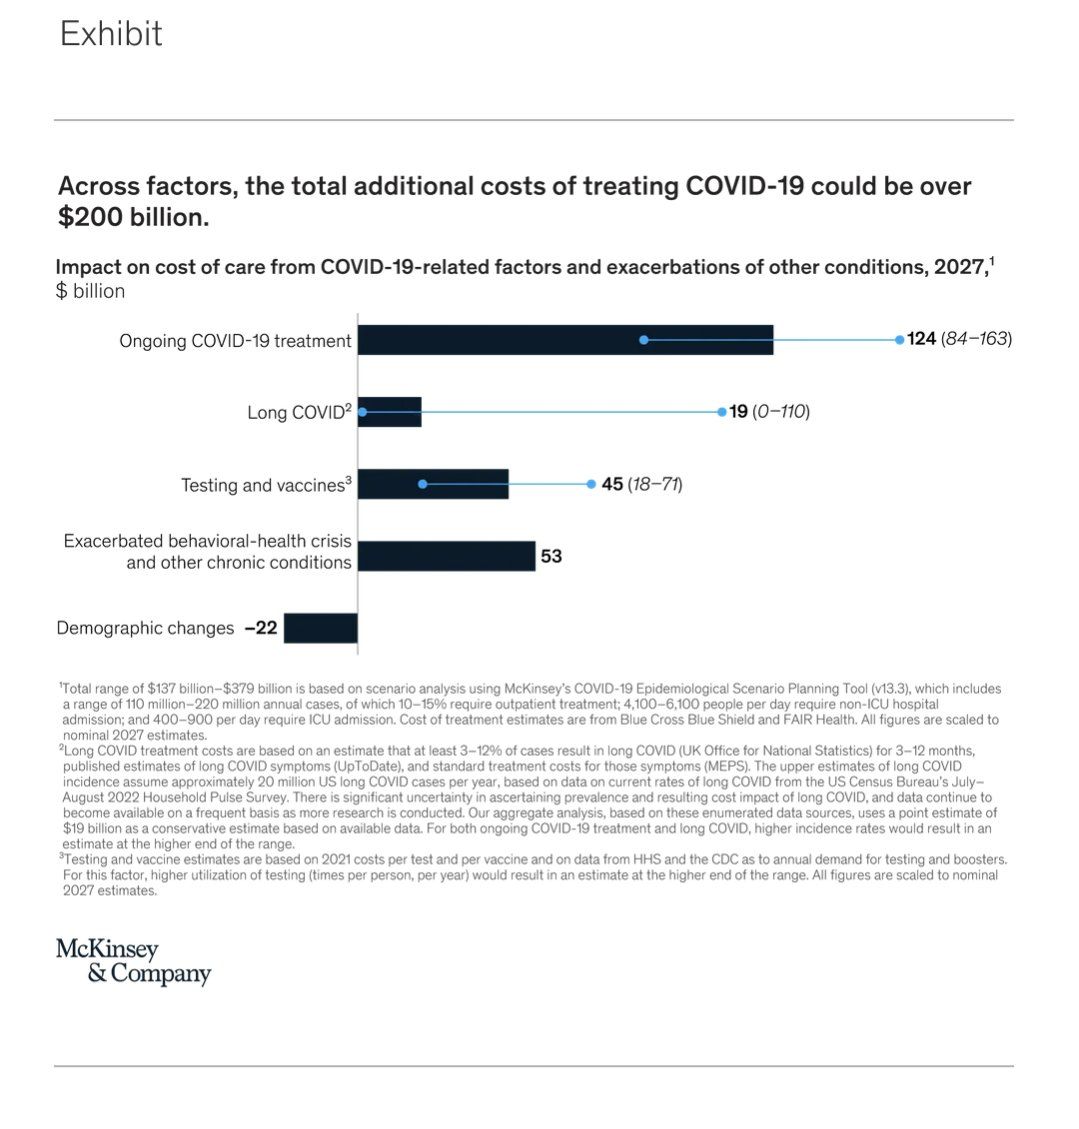 Exhibit
Across factors, the total additional costs of treating COVID-19 could be over
$200 billion.
Impact on cost of care from COVID-19-related factors and exacerbations of other conditions, 2027,¹
$ billion
Ongoing COVID-19 treatment 124 (84–163)
Long COVID² 19 (0–110)
Testing and vaccines³ 45 (18–71)
Exacerbated behavioral-health crisis
and other chronic conditions 53
Demographic changes –22
¹Total range of $137 billion–$379 billion is based on scenario analysis using McKinsey's COVID-19 Epidemiological Scenario Planning Tool (v13.3), which includes
a range of 110 million–220 million annual cases, of which 10–15% require outpatient treatment; 4,100–6,100 people per day require non-ICU hospital
admission; and 400–900 per day require ICU admission. Cost of treatment estimates are from Blue Cross Blue Shield and FAIR Health. All figures are scaled to
nominal 2027 estimates.
²Long COVID treatment costs are based on an estimate that at least 3–12% of cases result in long COVID (UK Office for National Statistics) for 3–12 months,
published estimates of long COVID symptoms (UpToDate), and standard treatment costs for those symptoms (MEPS). The upper estimates of long COVID
incidence assume approximately 20 million US long COVID cases per year, based on data on current rates of long COVID from the US Census Bureau's July–
August 2022 Household Pulse Survey. There is significant uncertainty in ascertaining prevalence and resulting cost impact of long COVID, and data continue to
become available on a frequent basis as more research is conducted. Our aggregate analysis, based on these enumerated data sources, uses a point estimate of
$19 billion as a conservative estimate based on available data. For both ongoing COVID-19 treatment and long COVID, higher incidence rates would result in an
estimate at the higher end of the range.
³Testing and vaccine estimates are based on 2021 costs per test and per vaccine and on data from HHS and the CDC as to annual demand for testing and boosters.
For this factor, higher utilization of testing (times per person, per year) would result in an estimate at the higher end of the range. All figures are scaled to nominal
2027 estimates.
McKinsey
& Company